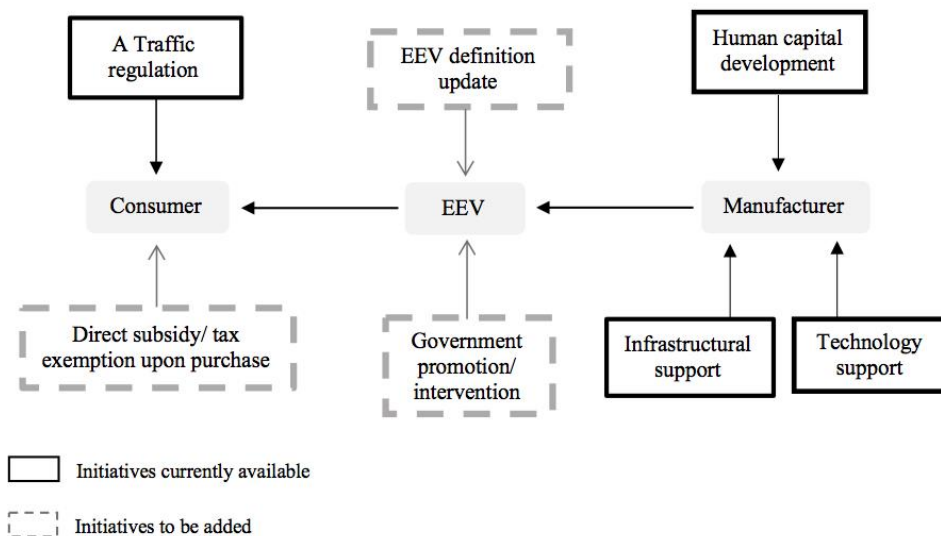 A Traffic
regulation
EEV definition
update
Human capital
development
Consumer
EEV
Manufacturer
Direct subsidy/ tax
exemption upon purchase
Government
promotion/
intervention
Infrastructural
support
Technology
support
Initiatives currently available
Initiatives to be added